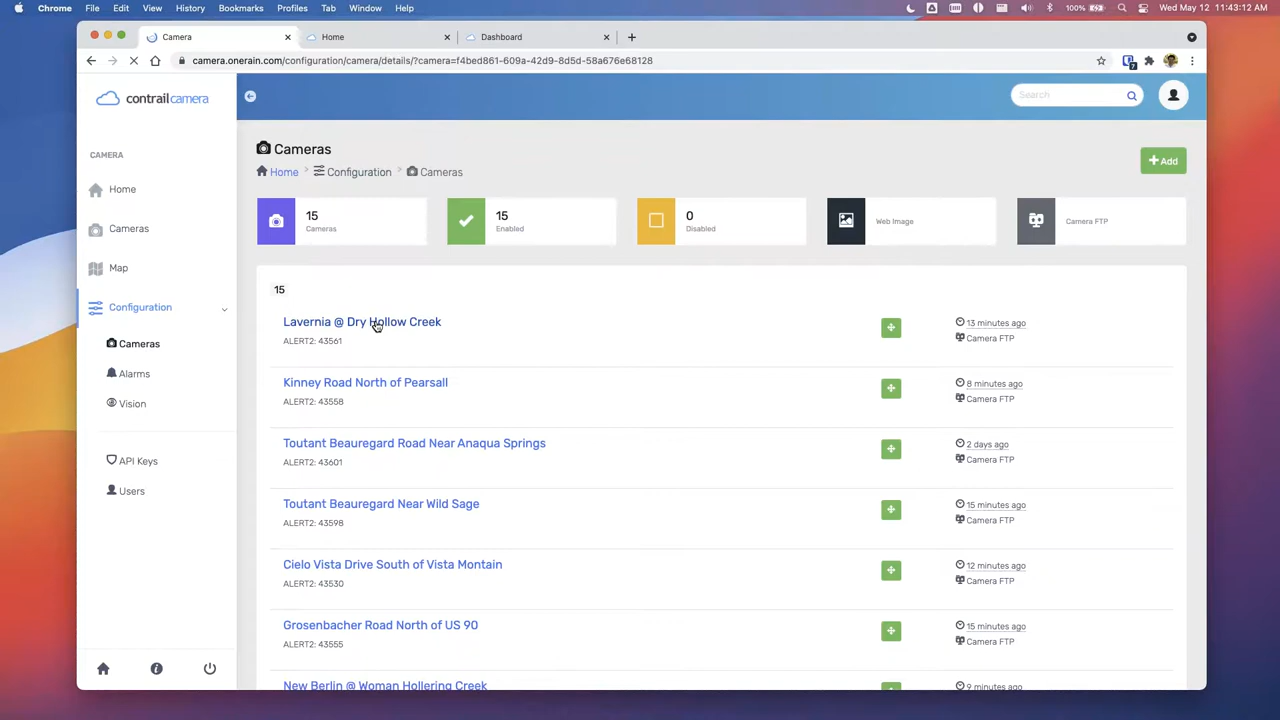 Chrome File Edit View History Bookmarks Profiles Tab Window Help 100% Wed May 12 11:43:12 AM
Camera Home Dashboard
camera.onerain.com/configuration/camera/details/?camera=f4bed861-609a-42d9-8d5d-58a676e68128
contrailcamera
Search
CAMERA
Home
Cameras
Map
Configuration
Cameras
Alarms
Vision
API Keys
Users
Cameras
Home > Configuration > Cameras
+ Add
15
Cameras
15
Enabled
0
Disabled
Web Image
Camera FTP
15
Lavernia @ Dry Hollow Creek
ALERT2: 43561
13 minutes ago
Camera FTP
Kinney Road North of Pearsall
ALERT2: 43558
8 minutes ago
Camera FTP
Toutant Beauregard Road Near Anaqua Springs
ALERT2: 43601
2 days ago
Camera FTP
Toutant Beauregard Near Wild Sage
ALERT2: 43598
15 minutes ago
Camera FTP
Cielo Vista Drive South of Vista Montain
ALERT2: 43530
12 minutes ago
Camera FTP
Grosenbacher Road North of US 90
ALERT2: 43555
15 minutes ago
Camera FTP
New Berlin @ Woman Hollering Creek
9 minutes ago